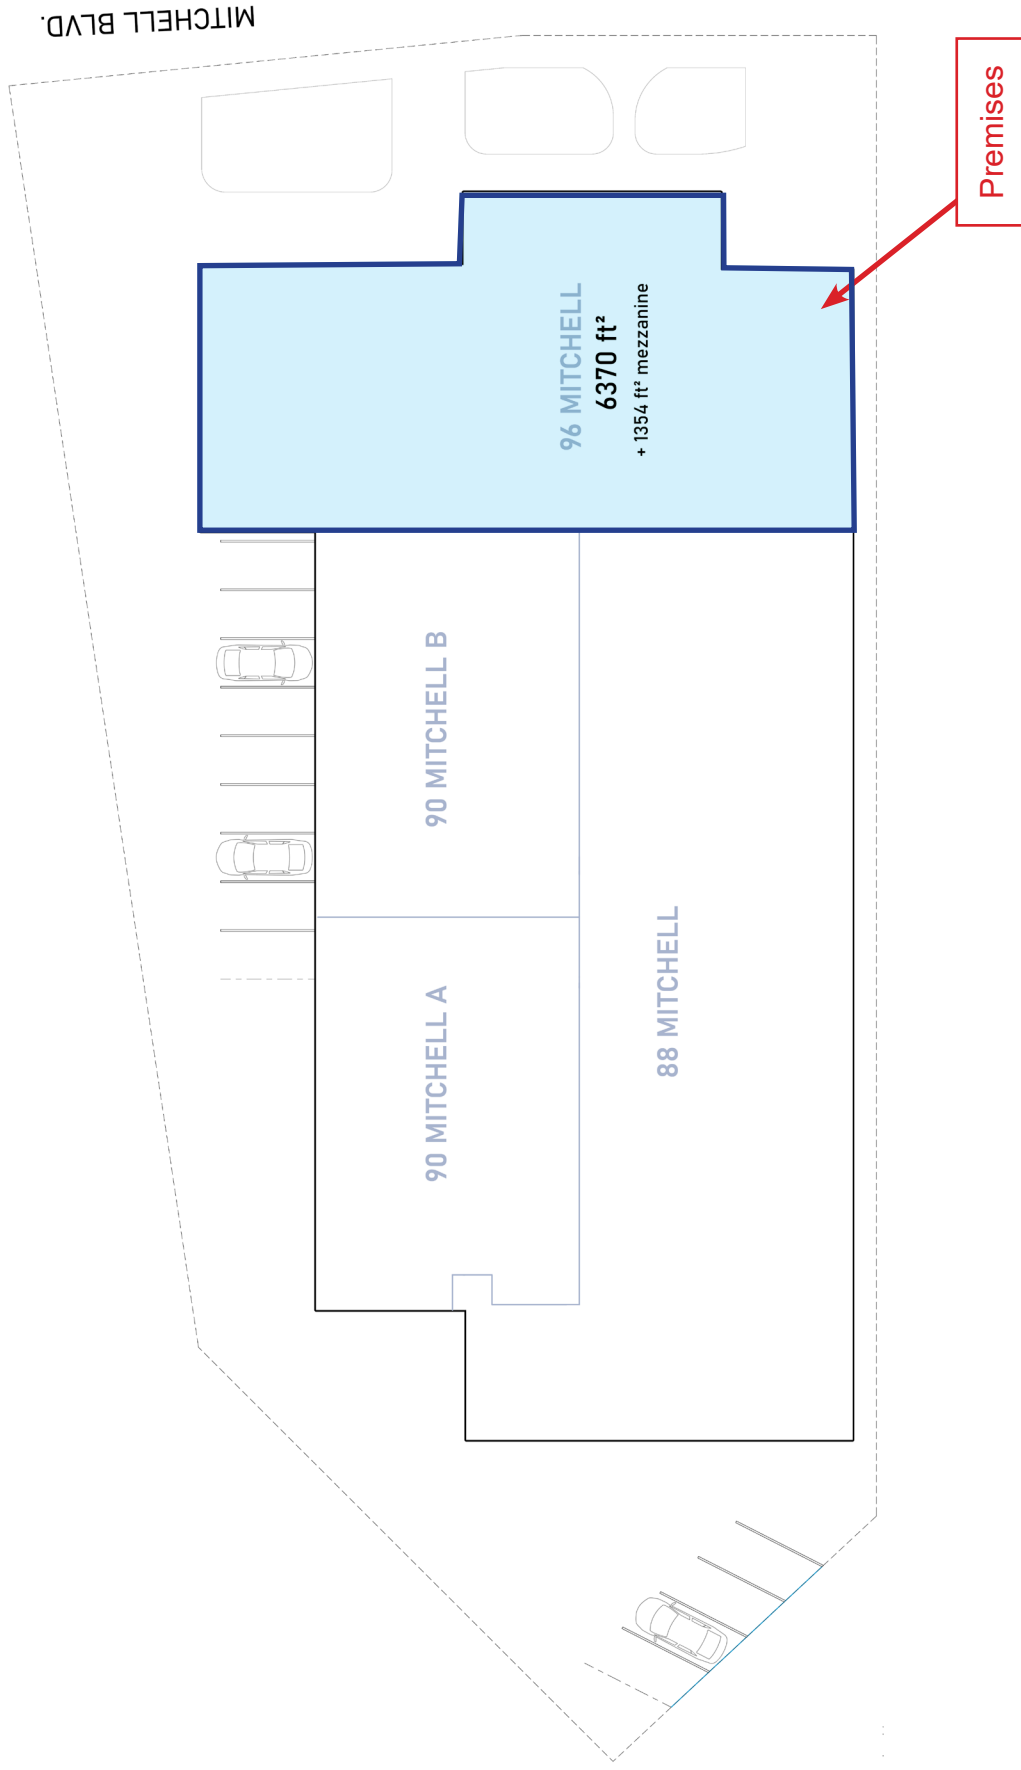 MITCHELL BLVD.
Premises
96 MITCHELL
6370 ft²
+ 1354 ft² mezzanine
90 MITCHELL B
90 MITCHELL A
88 MITCHELL